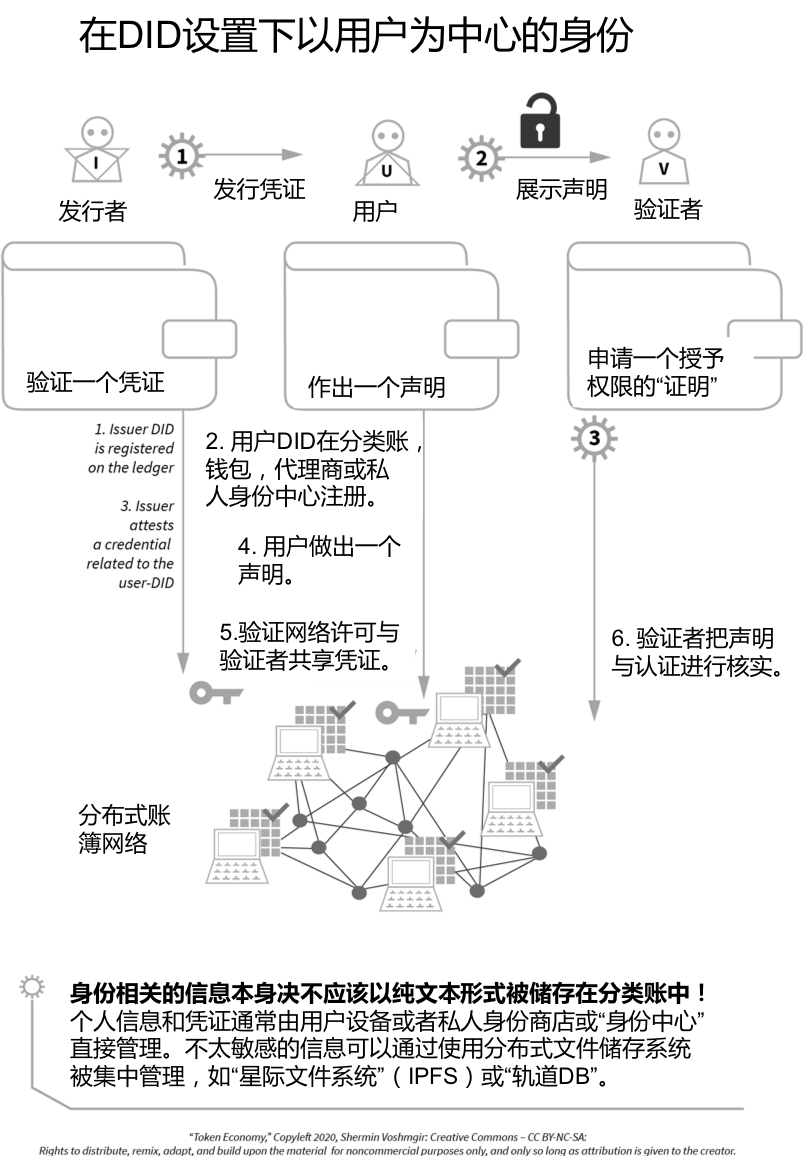 在DID设置下以用户为中心的身份
I
1
发行凭证
U
2
展示声明
V
发行者
用户
验证者
验证一个凭证
作出一个声明
申请一个授予
权限的“证明”
1. Issuer DID
is registered
on the ledger
3. Issuer
attests
a credential
related to the
user-DID
2. 用户DID在分类账，
钱包，代理商或私
人身份中心注册。
4. 用户做出一个
声明。
5.验证网络许可与
验证者共享凭证。
3
6. 验证者把声明
与认证进行核实。
分布式账
簿网络
身份相关的信息本身决不应该以纯文本形式被储存在分类账中！
个人信息和凭证通常由用户设备或者私人身份商店或“身份中心”
直接管理。不太敏感的信息可以通过使用分布式文件储存系统
被集中管理，如“星际文件系统”（IPFS）或“轨道DB”。
“Token Economy,” Copyleft 2020, Shermin Voshmgir: Creative Commons – CC BY-NC-SA:
Rights to distribute, remix, adapt, and build upon the material for noncommercial purposes only, and only so long as attribution is given to the creator.